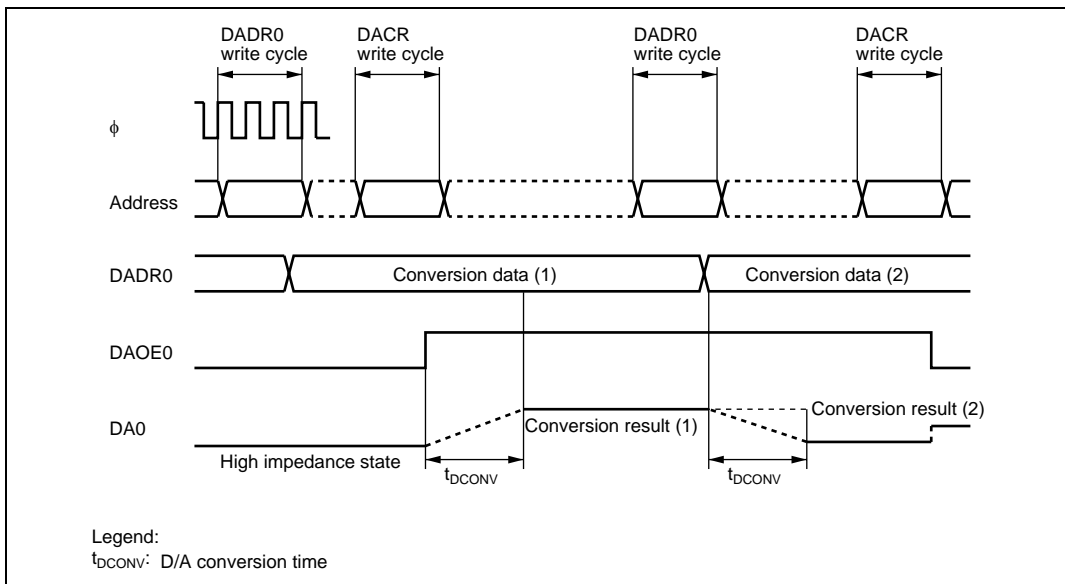 DADR0
write cycle
DACR
write cycle
DADR0
write cycle
DACR
write cycle
ϕ
Address
DADR0
Conversion data (1)
Conversion data (2)
DAOE0
DA0
Conversion result (2)
Conversion result (1)
High impedance state
tDCONV
tDCONV
Legend:
tDCONV: D/A conversion time